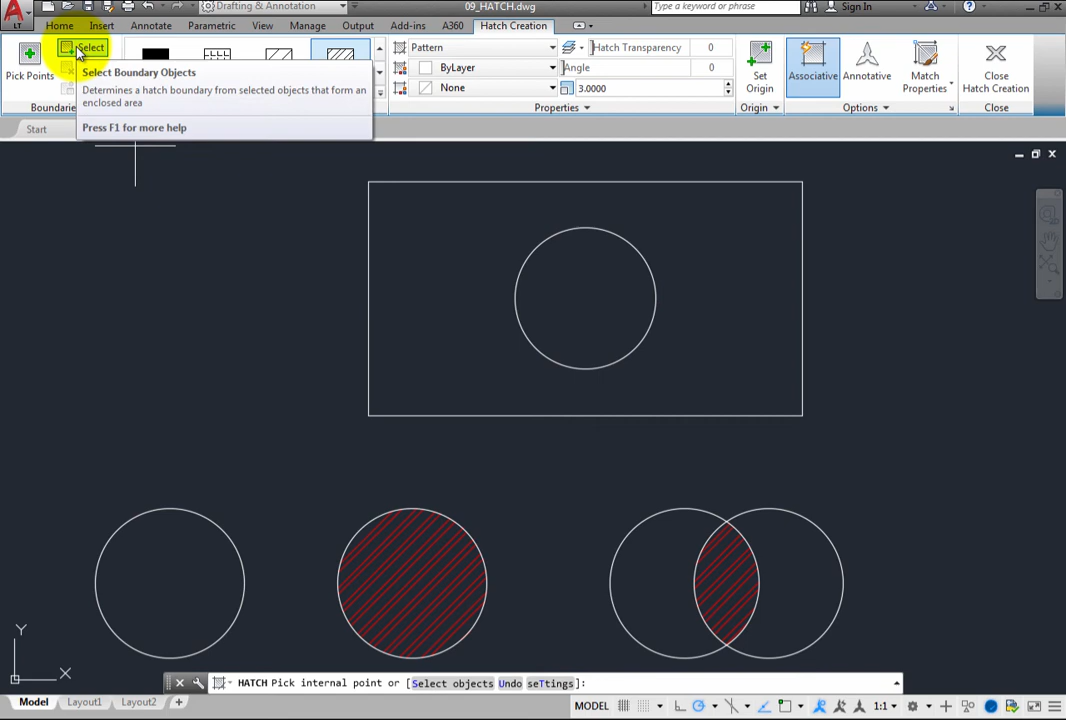 Drafting & Annotation
09_HATCH.dwg
Type a keyword or phrase
Sign In
LT
Home Insert Annotate Parametric View Manage Output Add-ins A360 Hatch Creation
Select
Pick Points
Pattern
Hatch Transparency 0
ByLayer
Angle 0
None
3.0000
Set Origin
Associative
Annotative
Match Properties
Close Hatch Creation
Properties
Origin
Options
Close
Select Boundary Objects
Determines a hatch boundary from selected objects that form an
enclosed area
Press F1 for more help
Start
Y
X
HATCH Pick internal point or [Select objects Undo seTtings]:
Model Layout1 Layout2 +
MODEL
1:1